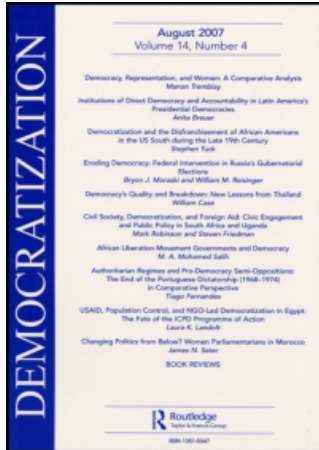 DEMOCRATIZATION
August 2007
Volume 14, Number 4
Democracy, Representation, and Women: A Comparative Analysis
Manon Tremblay
Institutions of Direct Democracy and Accountability in Latin America's
Presidential Democracies
Anita Breuer
Democratization and the Disfranchisement of African Americans
in the US South during the Late 19th Century
Stephen Tuck
Eroding Democracy: Federal Intervention in Russia's Gubernatorial
Elections
Bryon J. Moraski and William M. Reisinger
Democracy's Quality and Breakdown: New Lessons from Thailand
William Case
Civil Society, Democratization, and Foreign Aid: Civic Engagement
and Public Policy in South Africa and Uganda
Mark Robinson and Steven Friedman
African Liberation Movement Governments and Democracy
M. A. Mohamed Salih
Authoritarian Regimes and Pro-Democracy Semi-Oppositions:
The End of the Portuguese Dictatorship (1968–1974)
in Comparative Perspective
Tiago Fernandes
USAID, Population Control, and NGO-Led Democratization in Egypt:
The Fate of the ICPD Programme of Action
Laura K. Landolt
Changing Politics from Below? Women Parliamentarians in Morocco
James N. Sater
BOOK REVIEWS
Routledge
Taylor & Francis Group
ISSN 1351-0347